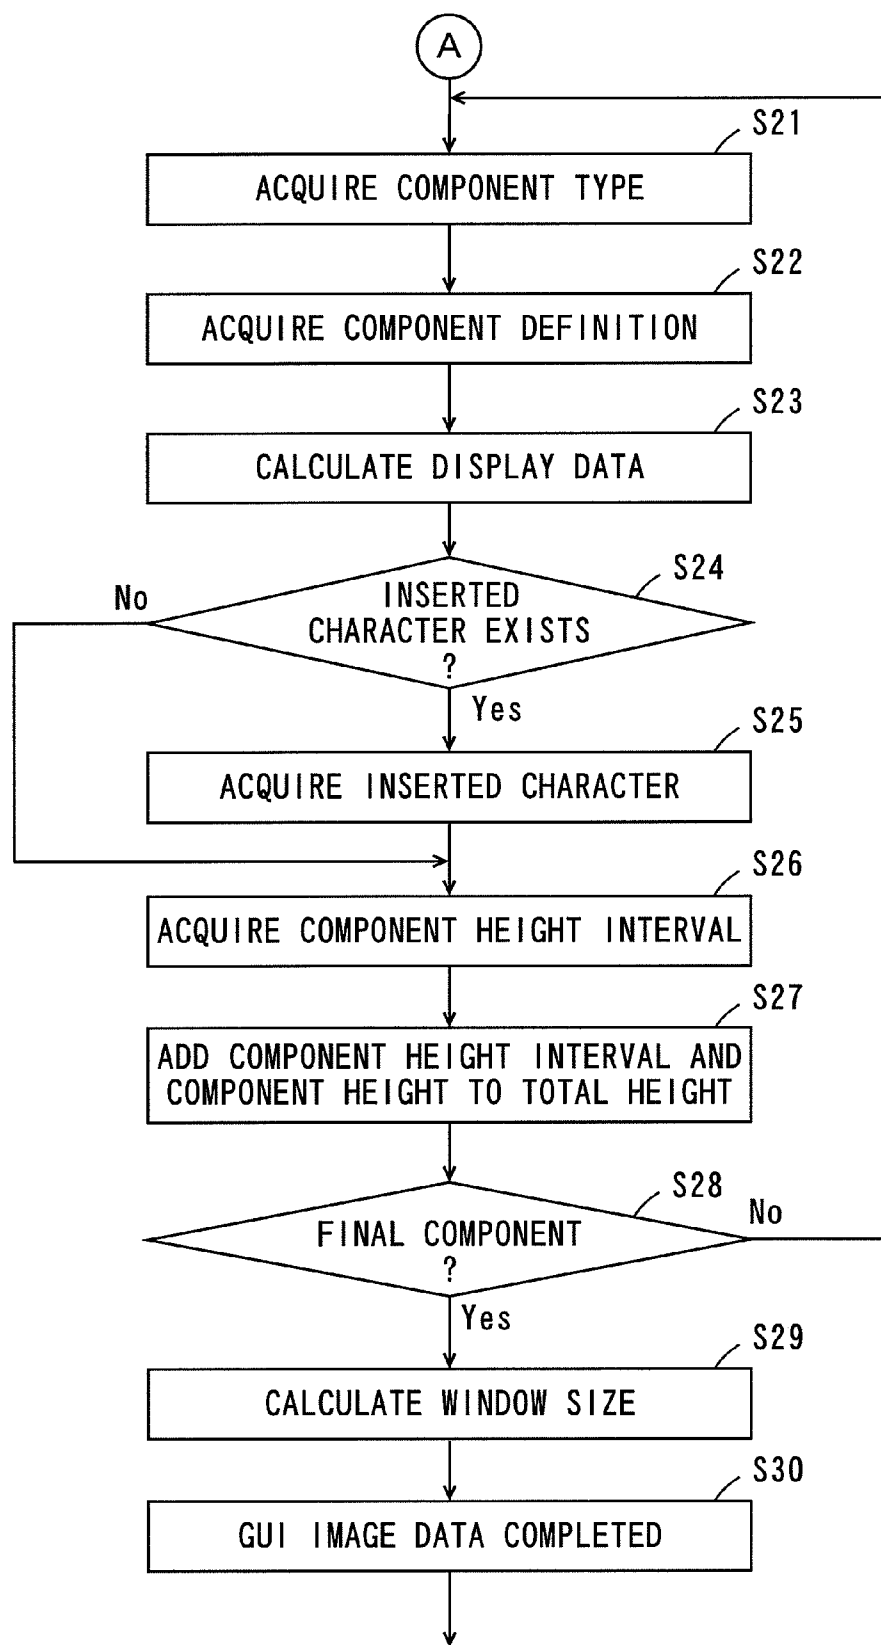 A
S21
ACQUIRE COMPONENT TYPE
S22
ACQUIRE COMPONENT DEFINITION
S23
CALCULATE DISPLAY DATA
S24
No
INSERTED
CHARACTER EXISTS
?
Yes
S25
ACQUIRE INSERTED CHARACTER
S26
ACQUIRE COMPONENT HEIGHT INTERVAL
S27
ADD COMPONENT HEIGHT INTERVAL AND
COMPONENT HEIGHT TO TOTAL HEIGHT
S28
No
FINAL COMPONENT
?
Yes
S29
CALCULATE WINDOW SIZE
S30
GUI IMAGE DATA COMPLETED